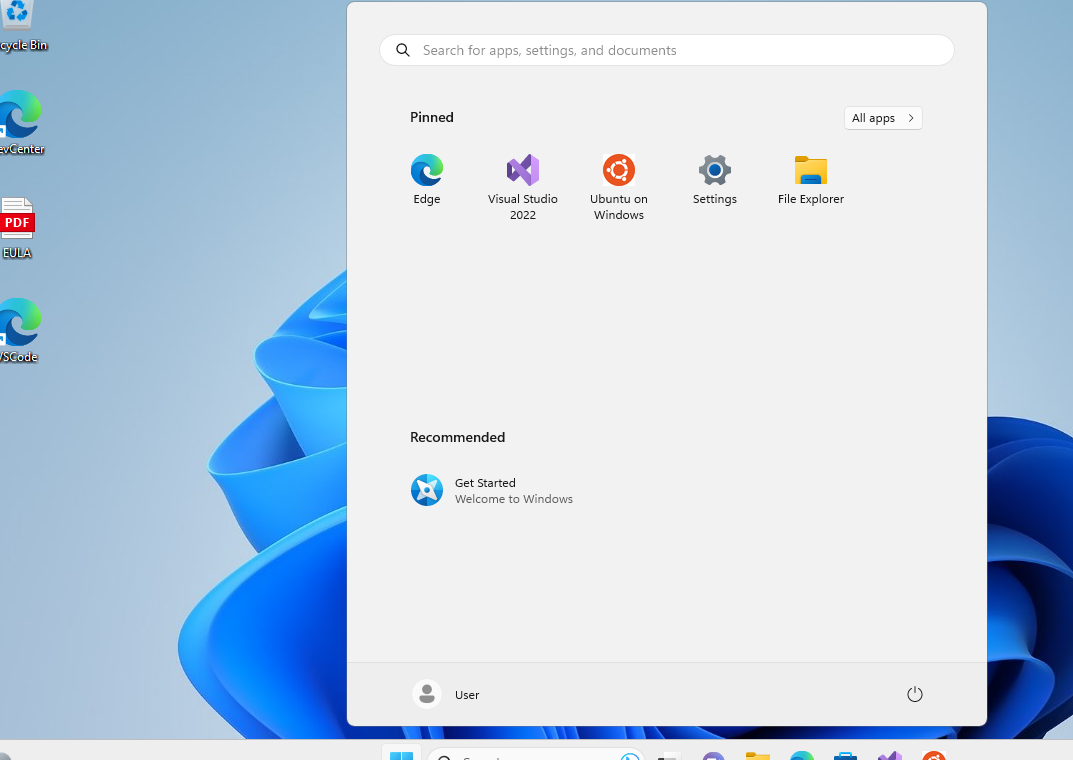 cycle Bin
evCenter
PDF
EULA
VSCode
Search for apps, settings, and documents
Pinned
All apps
Edge
Visual Studio
2022
Ubuntu on
Windows
Settings
File Explorer
Recommended
Get Started
Welcome to Windows
User